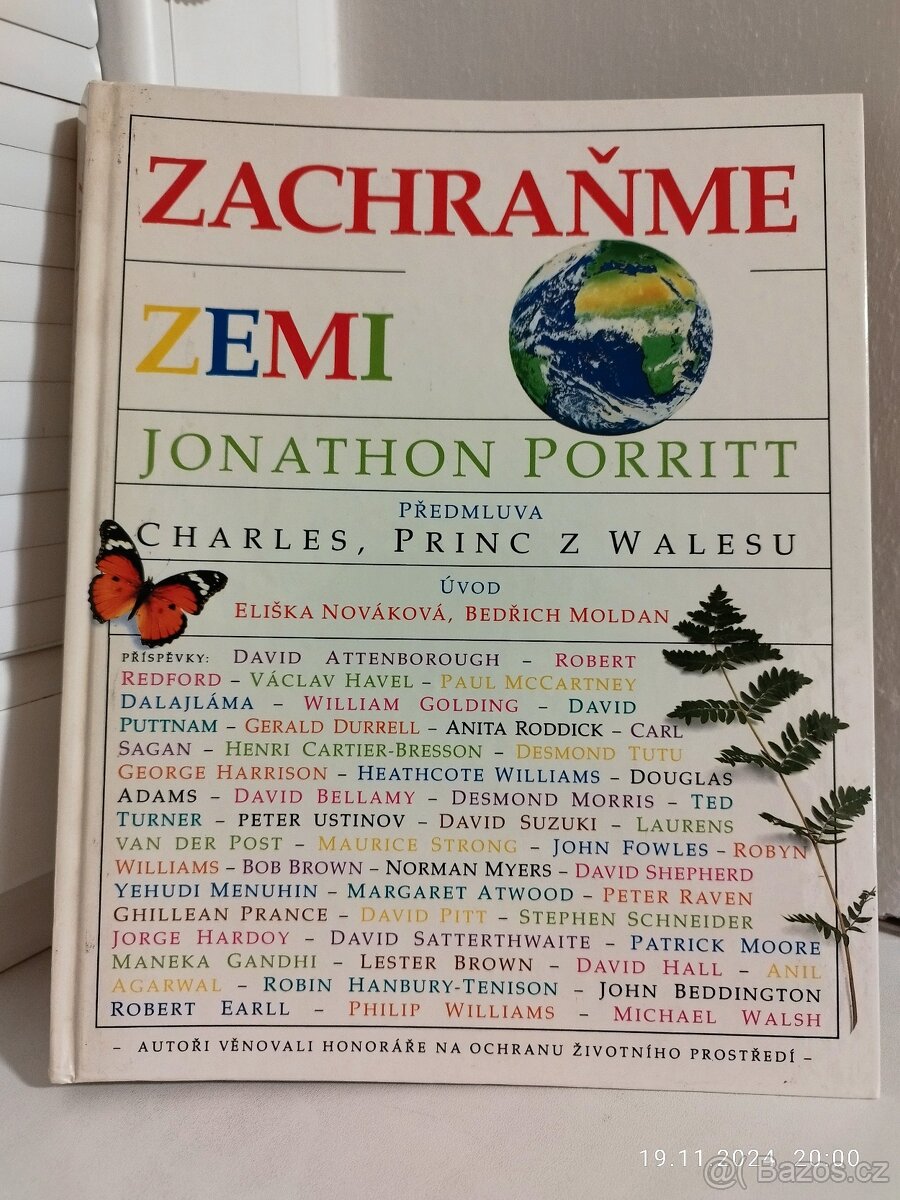 ZACHRAŇME
ZEMI
JONATHON PORRITT
PŘEDMLUVA
CHARLES, PRINC Z WALESU
ÚVOD
ELIŠKA NOVÁKOVÁ, BEDŘICH MOLDAN
PŘÍSPĚVKY: DAVID ATTENBOROUGH – ROBERT
REDFORD – VÁCLAV HAVEL – PAUL MCCARTNEY
DALAJLÁMA – WILLIAM GOLDING – DAVID
PUTTNAM – GERALD DURRELL – ANITA RODDICK – CARL
SAGAN – HENRI CARTIER-BRESSON – DESMOND TUTU
GEORGE HARRISON – HEATHCOTE WILLIAMS – DOUGLAS
ADAMS – DAVID BELLAMY – DESMOND MORRIS – TED
TURNER – PETER USTINOV – DAVID SUZUKI – LAURENS
VAN DER POST – MAURICE STRONG – JOHN FOWLES – ROBYN
WILLIAMS – BOB BROWN – NORMAN MYERS – DAVID SHEPHERD
YEHUDI MENUHIN – MARGARET ATWOOD – PETER RAVEN
GHILLEAN PRANCE – DAVID PITT – STEPHEN SCHNEIDER
JORGE HARDOY – DAVID SATTERTHWAITE – PATRICK MOORE
MANEKA GANDHI – LESTER BROWN – DAVID HALL – ANIL
AGARWAL – ROBIN HANBURY-TENISON – JOHN BEDDINGTON
ROBERT EARLL – PHILIP WILLIAMS – MICHAEL WALSH
– AUTOŘI VĚNOVALI HONORÁŘE NA OCHRANU ŽIVOTNÍHO PROSTŘEDÍ –
19.11.2024 20:00
@Bazoš.cz